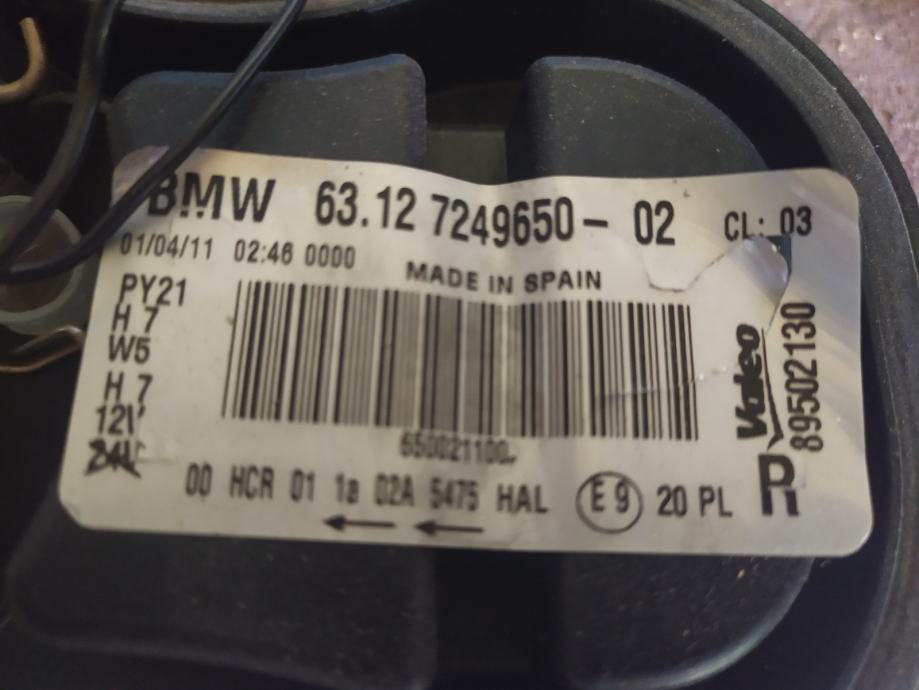 BMW 63.12 7249650- 02 CL: 03
01/04/11 02:46 0000
MADE IN SPAIN
PY21
H 7
W5
H 7
12V
24V
650021100
Valeo
89502130
R
00 HCR 01 1a 02A 5475 HAL E 9 20 PL